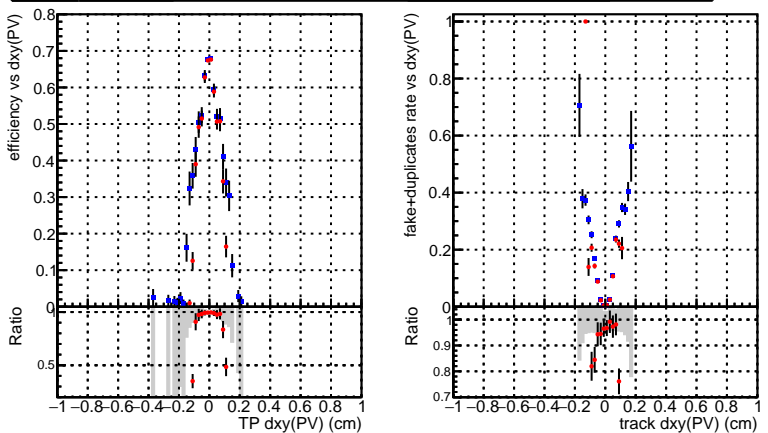 efficiency vs dxy(PV)
0.8
0.7
0.6
0.5
0.4
0.3
0.2
0.1
0
Ratio
1
0.5
−1 −0.8 −0.6 −0.4 −0.2 0 0.2 0.4 0.6 0.8 1
TP dxy(PV) (cm)
fake+duplicates rate vs dxy(PV)
1
0.8
0.6
0.4
0.2
0
Ratio
1
0.9
0.8
0.7
−1 −0.8 −0.6 −0.4 −0.2 0 0.2 0.4 0.6 0.8 1
track dxy(PV) (cm)